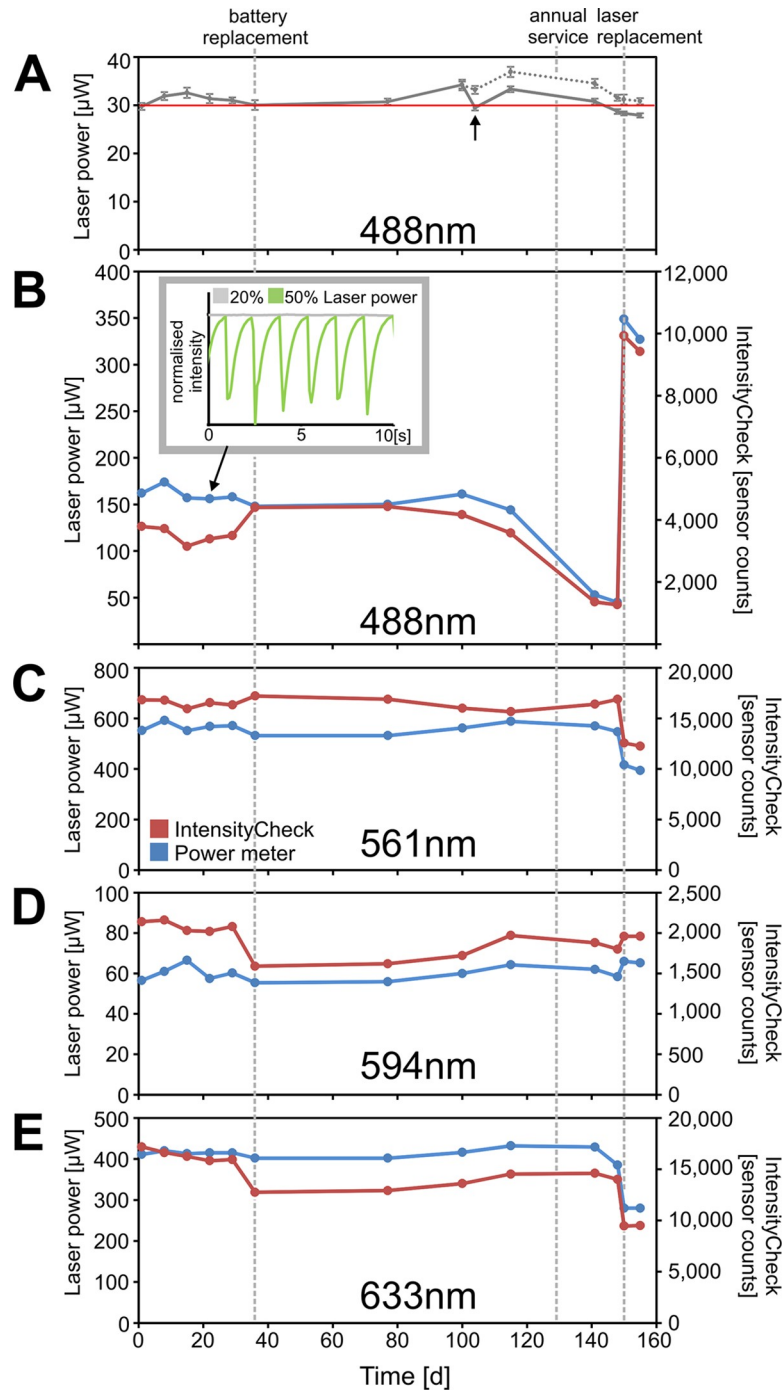 battery
replacement
annual
service
laser
replacement
A
Laser power [µW]
40
30
20
10
0
488nm
B
Laser power [µW]
400
350
300
250
200
150
100
50
20% 50% Laser power
normalised
intensity
0 5 10[s]
488nm
12,000
10,000
8,000
6,000
4,000
2,000
IntensityCheck [sensor counts]
C
Laser power [µW]
800
600
400
200
0
IntensityCheck
Power meter
561nm
20,000
15,000
10,000
5,000
0
IntensityCheck
[sensor counts]
D
Laser power [µW]
100
80
60
40
20
0
594nm
2,500
2,000
1,500
1,000
500
0
IntensityCheck
[sensor counts]
E
Laser power [µW]
500
400
300
200
100
0
633nm
20,000
15,000
10,000
5,000
0
IntensityCheck
[sensor counts]
0 20 40 60 80 100 120 140 160
Time [d]